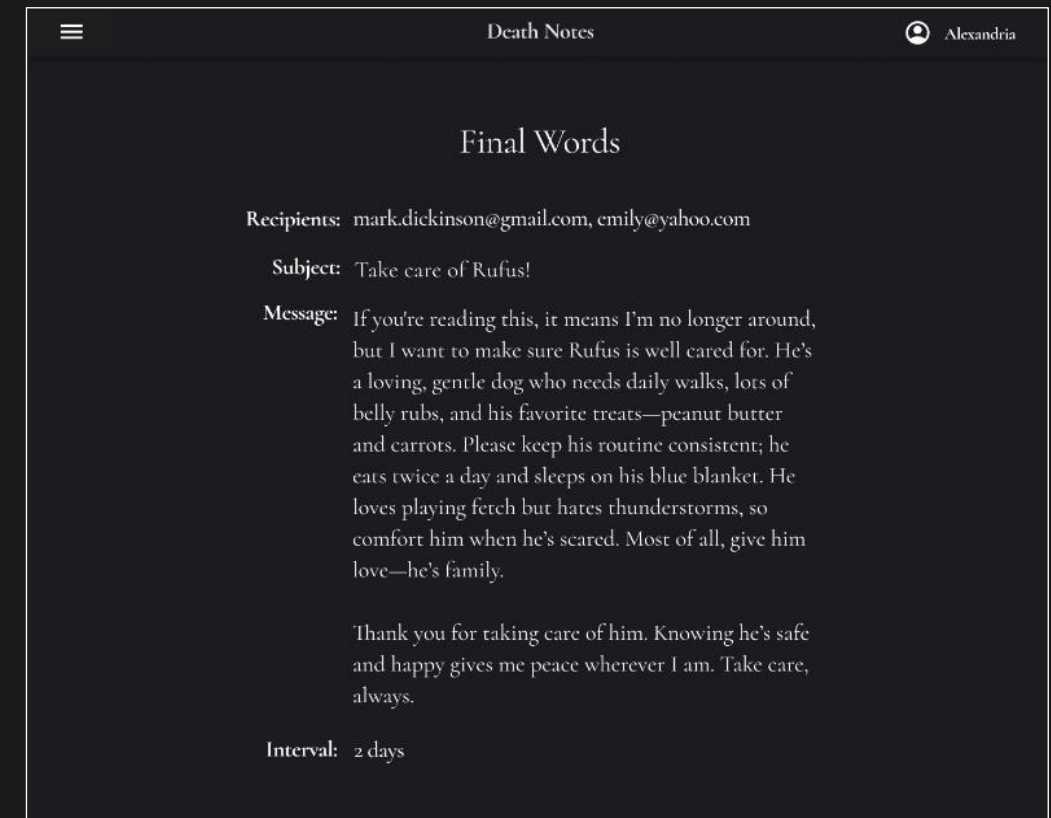 Death Notes
Alexandria
Final Words
Recipients: mark.dickinson@gmail.com, emily@yahoo.com
Subject: Take care of Rufus!
Message: If you're reading this, it means I’m no longer around,
but I want to make sure Rufus is well cared for. He’s
a loving, gentle dog who needs daily walks, lots of
belly rubs, and his favorite treats—peanut butter
and carrots. Please keep his routine consistent; he
eats twice a day and sleeps on his blue blanket. He
loves playing fetch but hates thunderstorms, so
comfort him when he’s scared. Most of all, give him
love—he’s family.
Thank you for taking care of him. Knowing he’s safe
and happy gives me peace wherever I am. Take care,
always.
Interval: 2 days